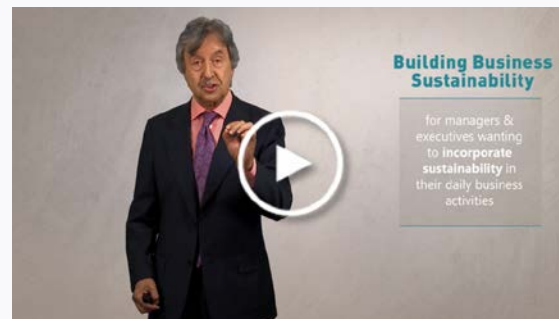 Building Business
Sustainability
for managers &
executives wanting
to incorporate
sustainability in
their daily business
activities